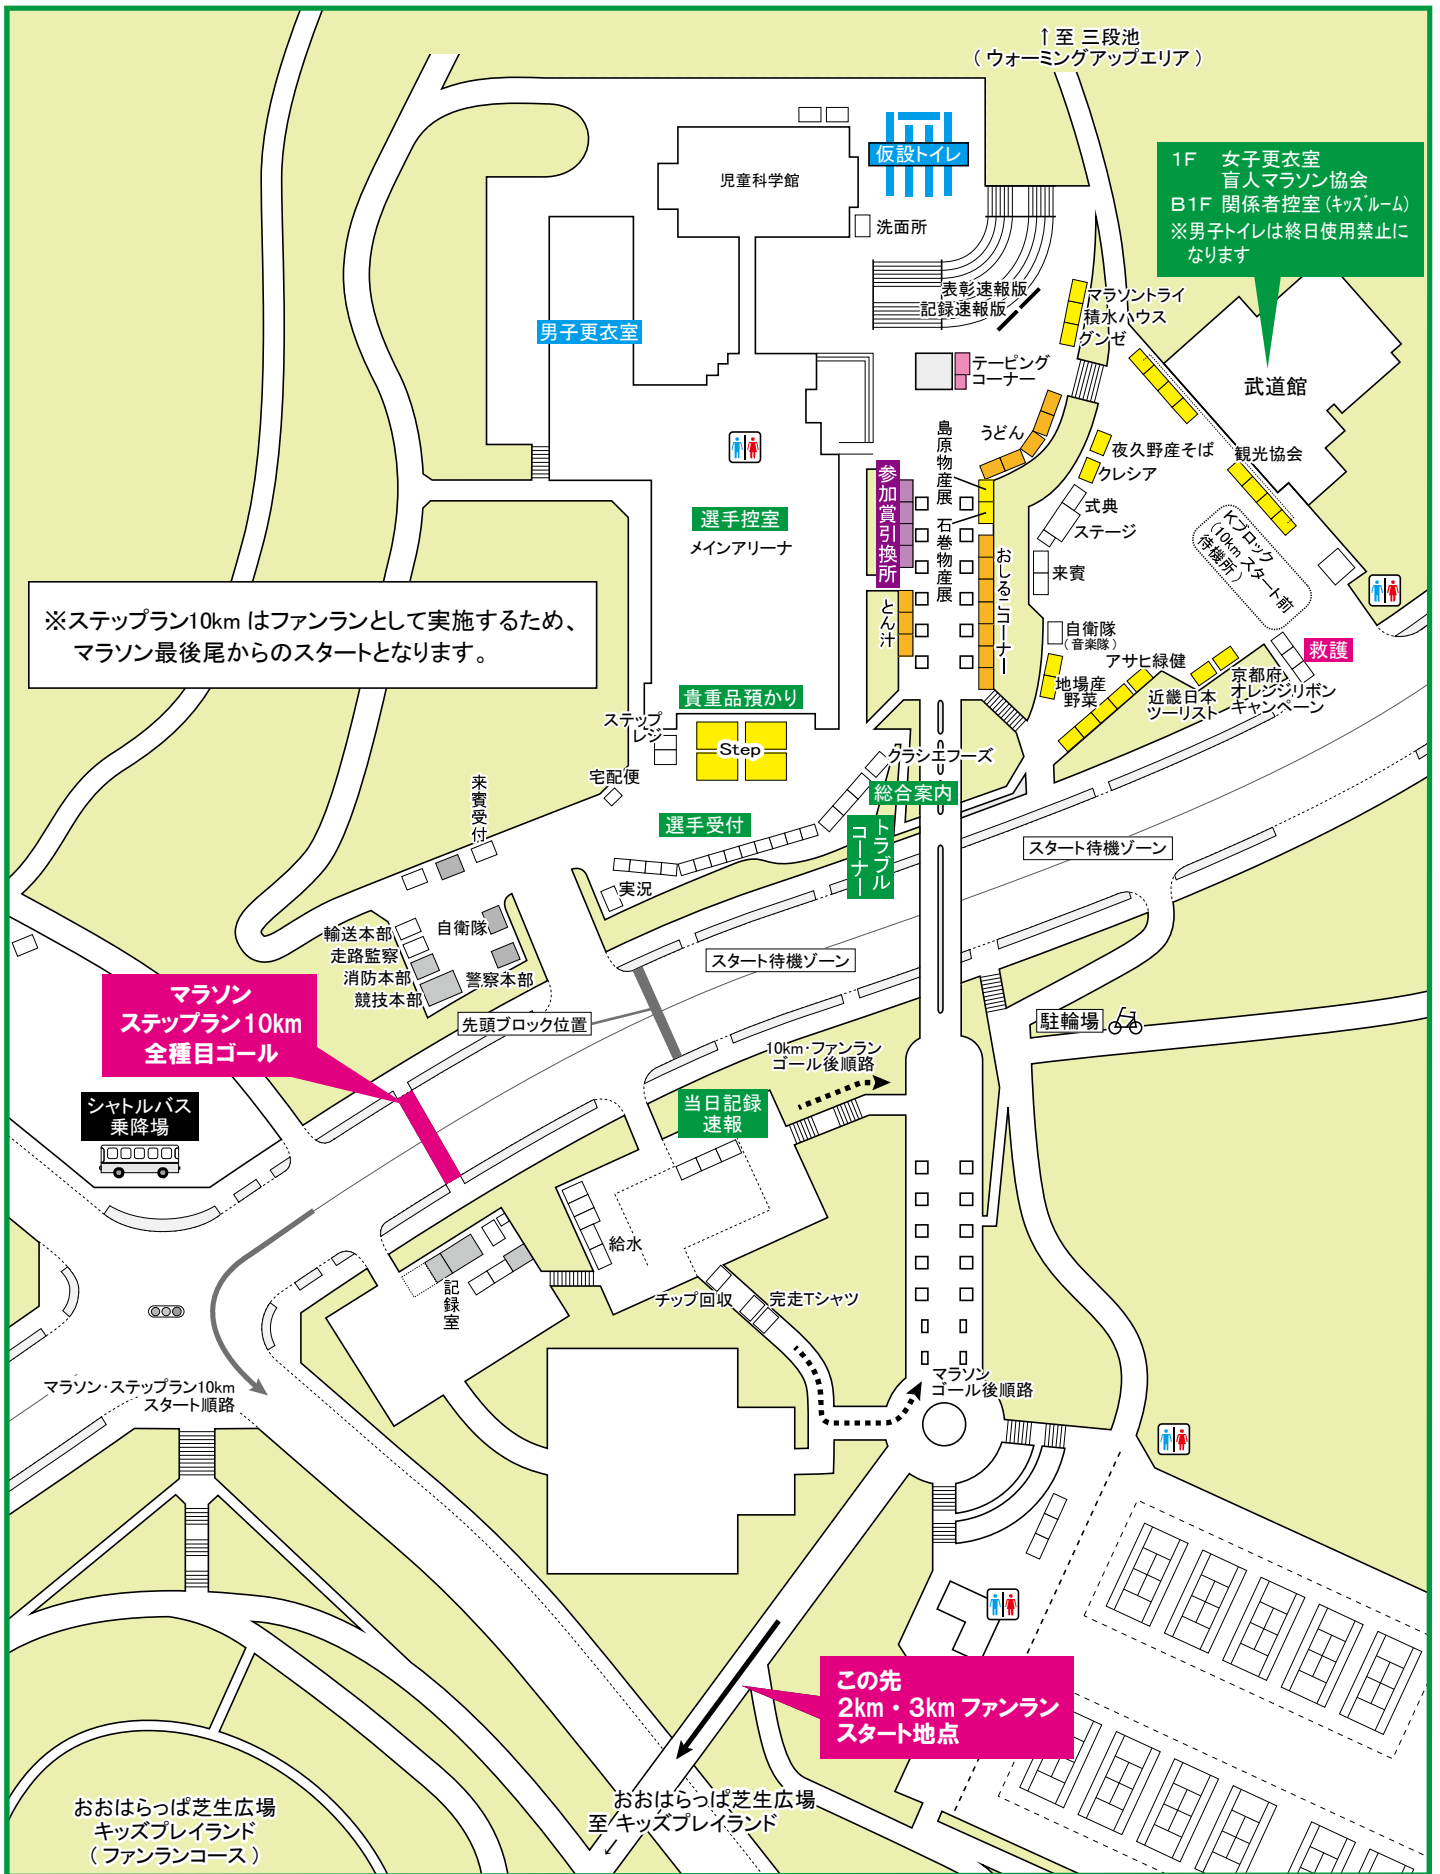 ↑至 三段池
（ウォーミングアップエリア）
仮設トイレ
児童科学館
洗面所
1F 女子更衣室
盲人マラソン協会
B1F 関係者控室(キッズルーム)
※男子トイレは終日使用禁止に
なります
表彰速報版
記録速報版
マラソントライ
積水ハウス
グンゼ
男子更衣室
テーピング
コーナー
武道館
うどん
島原物産展
夜久野産そば
クレシア
観光協会
参加賞引換所
選手控室
メインアリーナ
石巻物産展
式典
ステージ
Kブロック
（10km スタート前
待機所）
おしるこコーナー
来賓
とん汁
自衛隊
（音楽隊）
救護
※ステップラン10km はファンランとして実施するため、
マラソン最後尾からのスタートとなります。
アサヒ緑健
地場産
野菜
近畿日本
ツーリスト
京都府
オレンジリボン
キャンペーン
貴重品預かり
ステップ
レジ
Step
クラシエフーズ
宅配便
総合案内
来賓受付
選手受付
トラブル
コーナー
スタート待機ゾーン
実況
輸送本部
走路監察
消防本部
競技本部
自衛隊
警察本部
スタート待機ゾーン
マラソン
ステップラン10km
全種目ゴール
先頭ブロック位置
駐輪場
10km・ファンラン
ゴール後順路
シャトルバス
乗降場
当日記録
速報
給水
記録室
チップ回収
完走Tシャツ
マラソン・ステップラン10km
スタート順路
マラソン
ゴール後順路
この先
2km・3km ファンラン
スタート地点
おおはらっぱ芝生広場
至 キッズプレイランド
↙
おおはらっぱ芝生広場
キッズプレイランド
（ファンランコース）